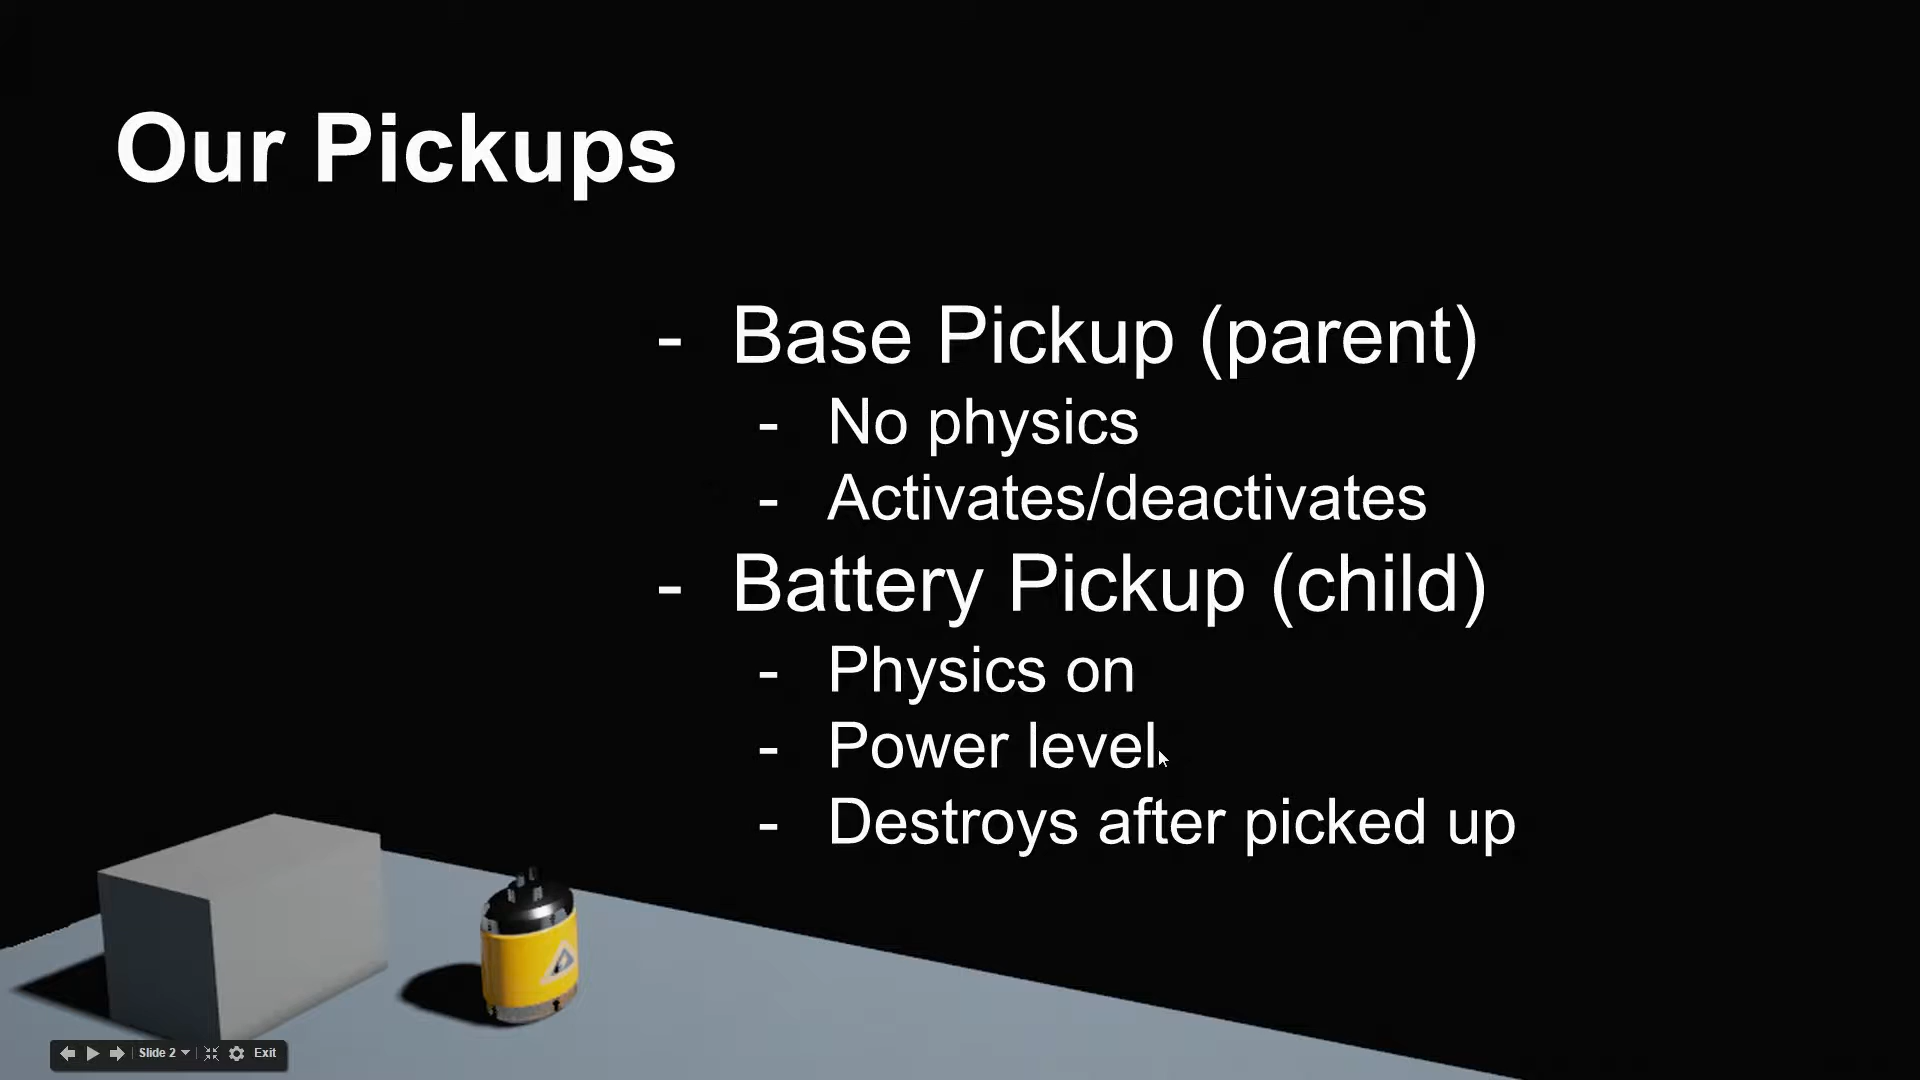 Our Pickups
- Base Pickup (parent)
- No physics
- Activates/deactivates
- Battery Pickup (child)
- Physics on
- Power level
- Destroys after picked up
Slide 2 Exit